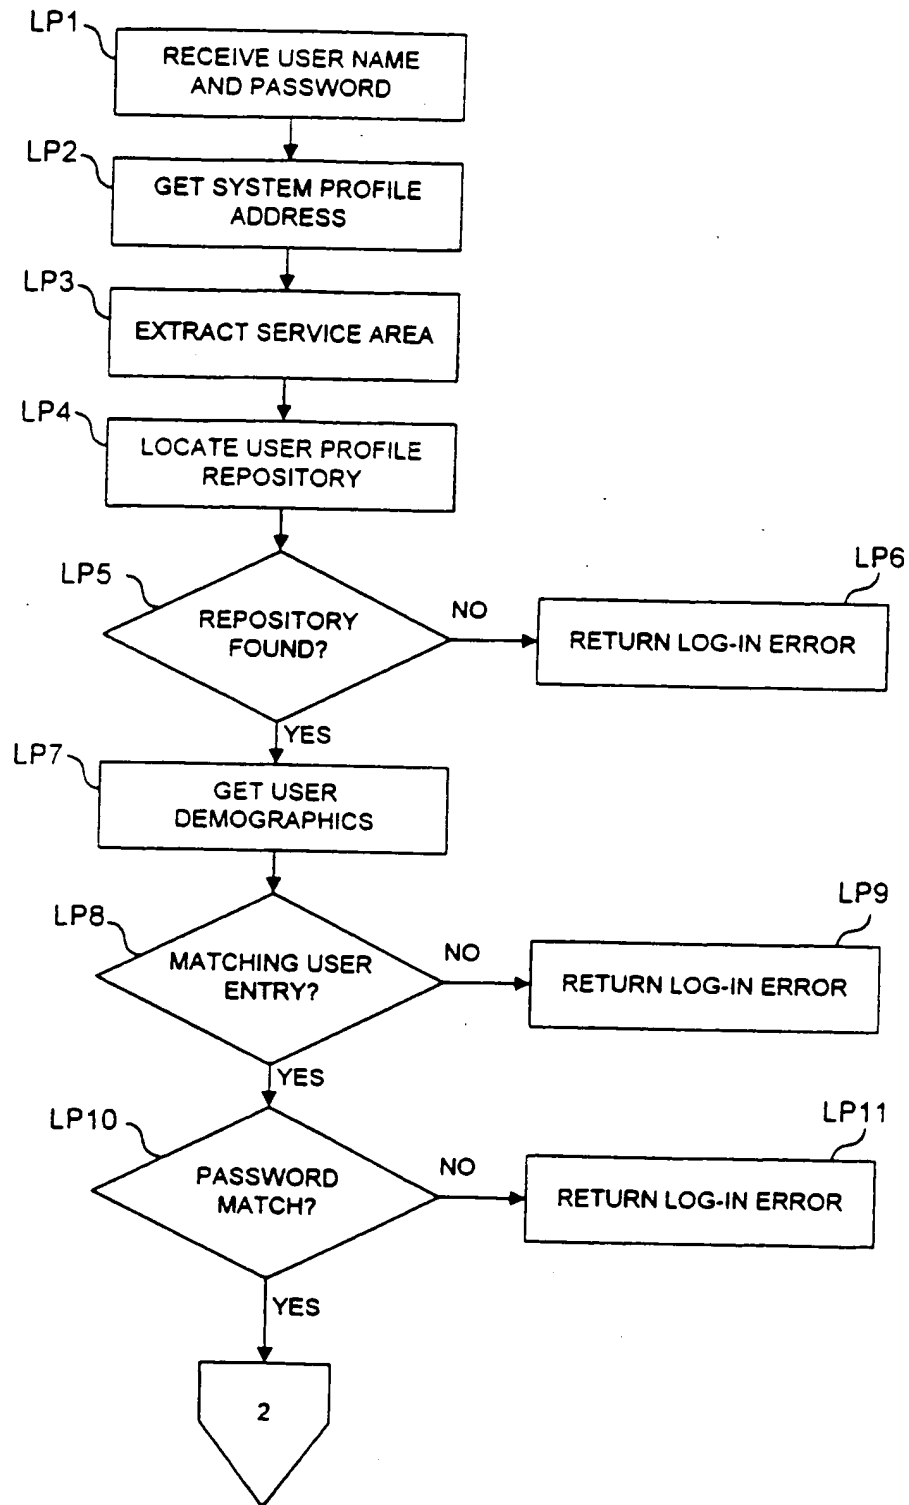 LP1
RECEIVE USER NAME
AND PASSWORD
LP2
GET SYSTEM PROFILE
ADDRESS
LP3
EXTRACT SERVICE AREA
LP4
LOCATE USER PROFILE
REPOSITORY
LP5
REPOSITORY
FOUND?
NO
LP6
RETURN LOG-IN ERROR
YES
LP7
GET USER
DEMOGRAPHICS
LP8
MATCHING USER
ENTRY?
NO
LP9
RETURN LOG-IN ERROR
YES
LP10
PASSWORD
MATCH?
NO
LP11
RETURN LOG-IN ERROR
YES
2